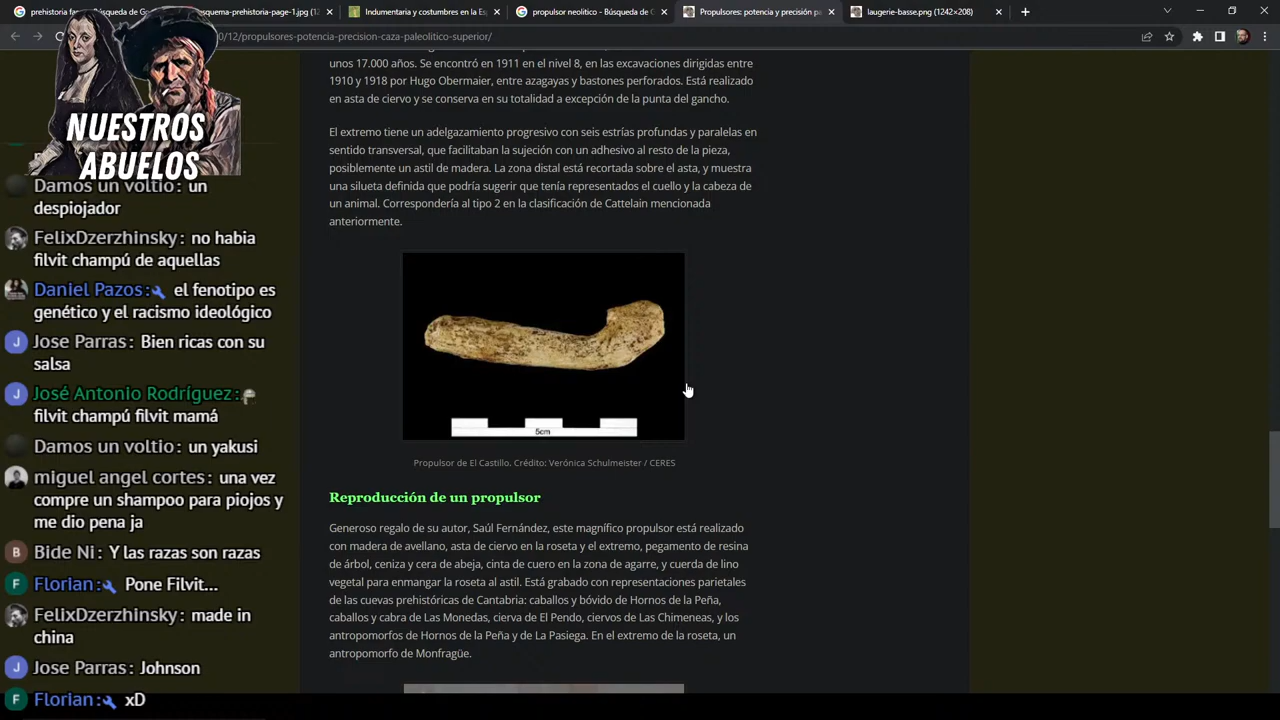 prehistoria fac
squema-prehistoria-page-1.jpg (1
Indumentaria y costumbres en la Es
propulsor neolitico - Búsqueda de G
Propulsores: potencia y precisión pa
laugerie-basse.png (1242×208)
0/12/propulsores-potencia-precision-caza-paleolitico-superior/
NUESTROS
ABUELOS
Damos un voltio: un
despiojador
FelixDzerzhinsky: no habia
filvit champú de aquellas
Daniel Pazos: el fenotipo es
genético y el racismo ideológico
Jose Parras: Bien ricas con su
salsa
José Antonio Rodríguez:
filvit champú filvit mamá
Damos un voltio: un yakusi
miguel angel cortes: una vez
compre un shampoo para piojos y
me dio pena ja
Bide Ni: Y las razas son razas
Florian: Pone Filvit...
FelixDzerzhinsky: made in
china
Jose Parras: Johnson
Florian: xD
unos 17.000 años. Se encontró en 1911 en el nivel 8, en las excavaciones dirigidas entre
1910 y 1918 por Hugo Obermaier, entre azagayas y bastones perforados. Está realizado
en asta de ciervo y se conserva en su totalidad a excepción de la punta del gancho.
El extremo tiene un adelgazamiento progresivo con seis estrías profundas y paralelas en
sentido transversal, que facilitaban la sujeción con un adhesivo al resto de la pieza,
posiblemente un astil de madera. La zona distal está recortada sobre el asta, y muestra
una silueta definida que podría sugerir que tenía representados el cuello y la cabeza de
un animal. Correspondería al tipo 2 en la clasificación de Cattelain mencionada
anteriormente.
5cm
Propulsor de El Castillo. Crédito: Verónica Schulmeister / CERES
Reproducción de un propulsor
Generoso regalo de su autor, Saúl Fernández, este magnífico propulsor está realizado
con madera de avellano, asta de ciervo en la roseta y el extremo, pegamento de resina
de árbol, ceniza y cera de abeja, cinta de cuero en la zona de agarre, y cuerda de lino
vegetal para enmangar la roseta al astil. Está grabado con representaciones parietales
de las cuevas prehistóricas de Cantabria: caballos y bóvido de Hornos de la Peña,
caballos y cabra de Las Monedas, cierva de El Pendo, ciervos de Las Chimeneas, y los
antropomorfos de Hornos de la Peña y de La Pasiega. En el extremo de la roseta, un
antropomorfo de Monfragüe.